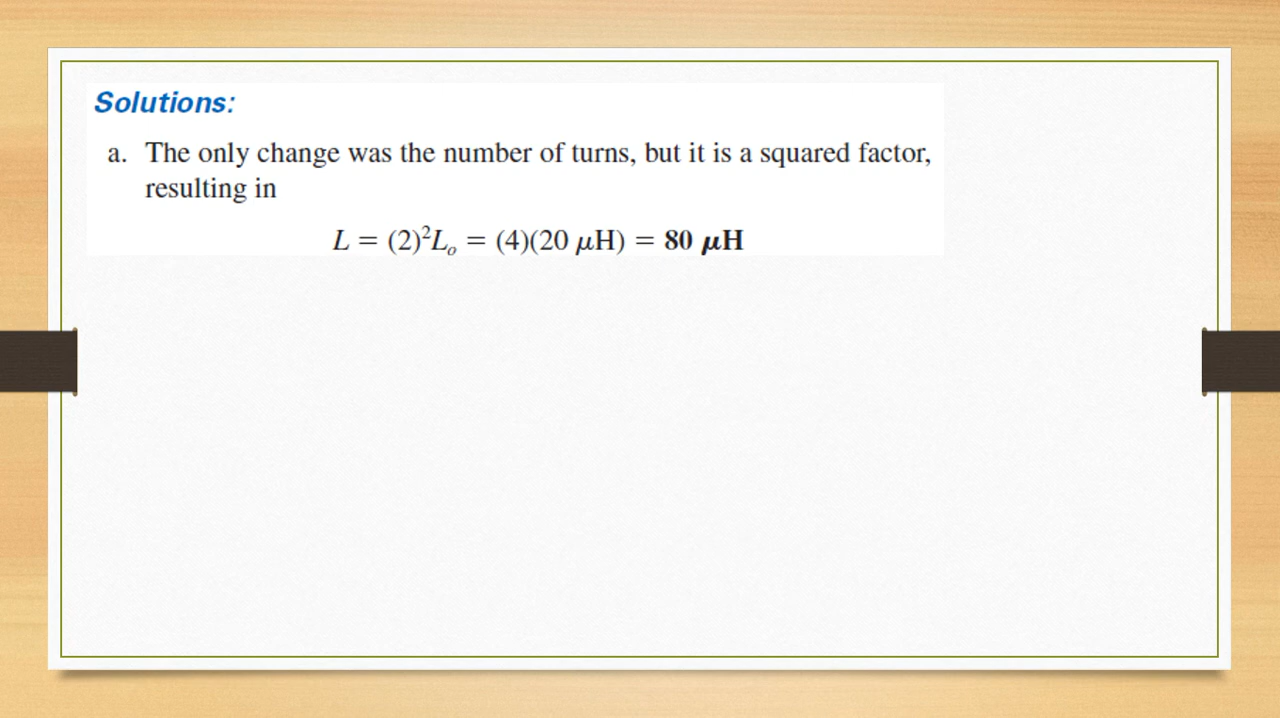 Solutions:
a. The only change was the number of turns, but it is a squared factor,
resulting in
L = (2)²Lₒ = (4)(20 μH) = 80 μH